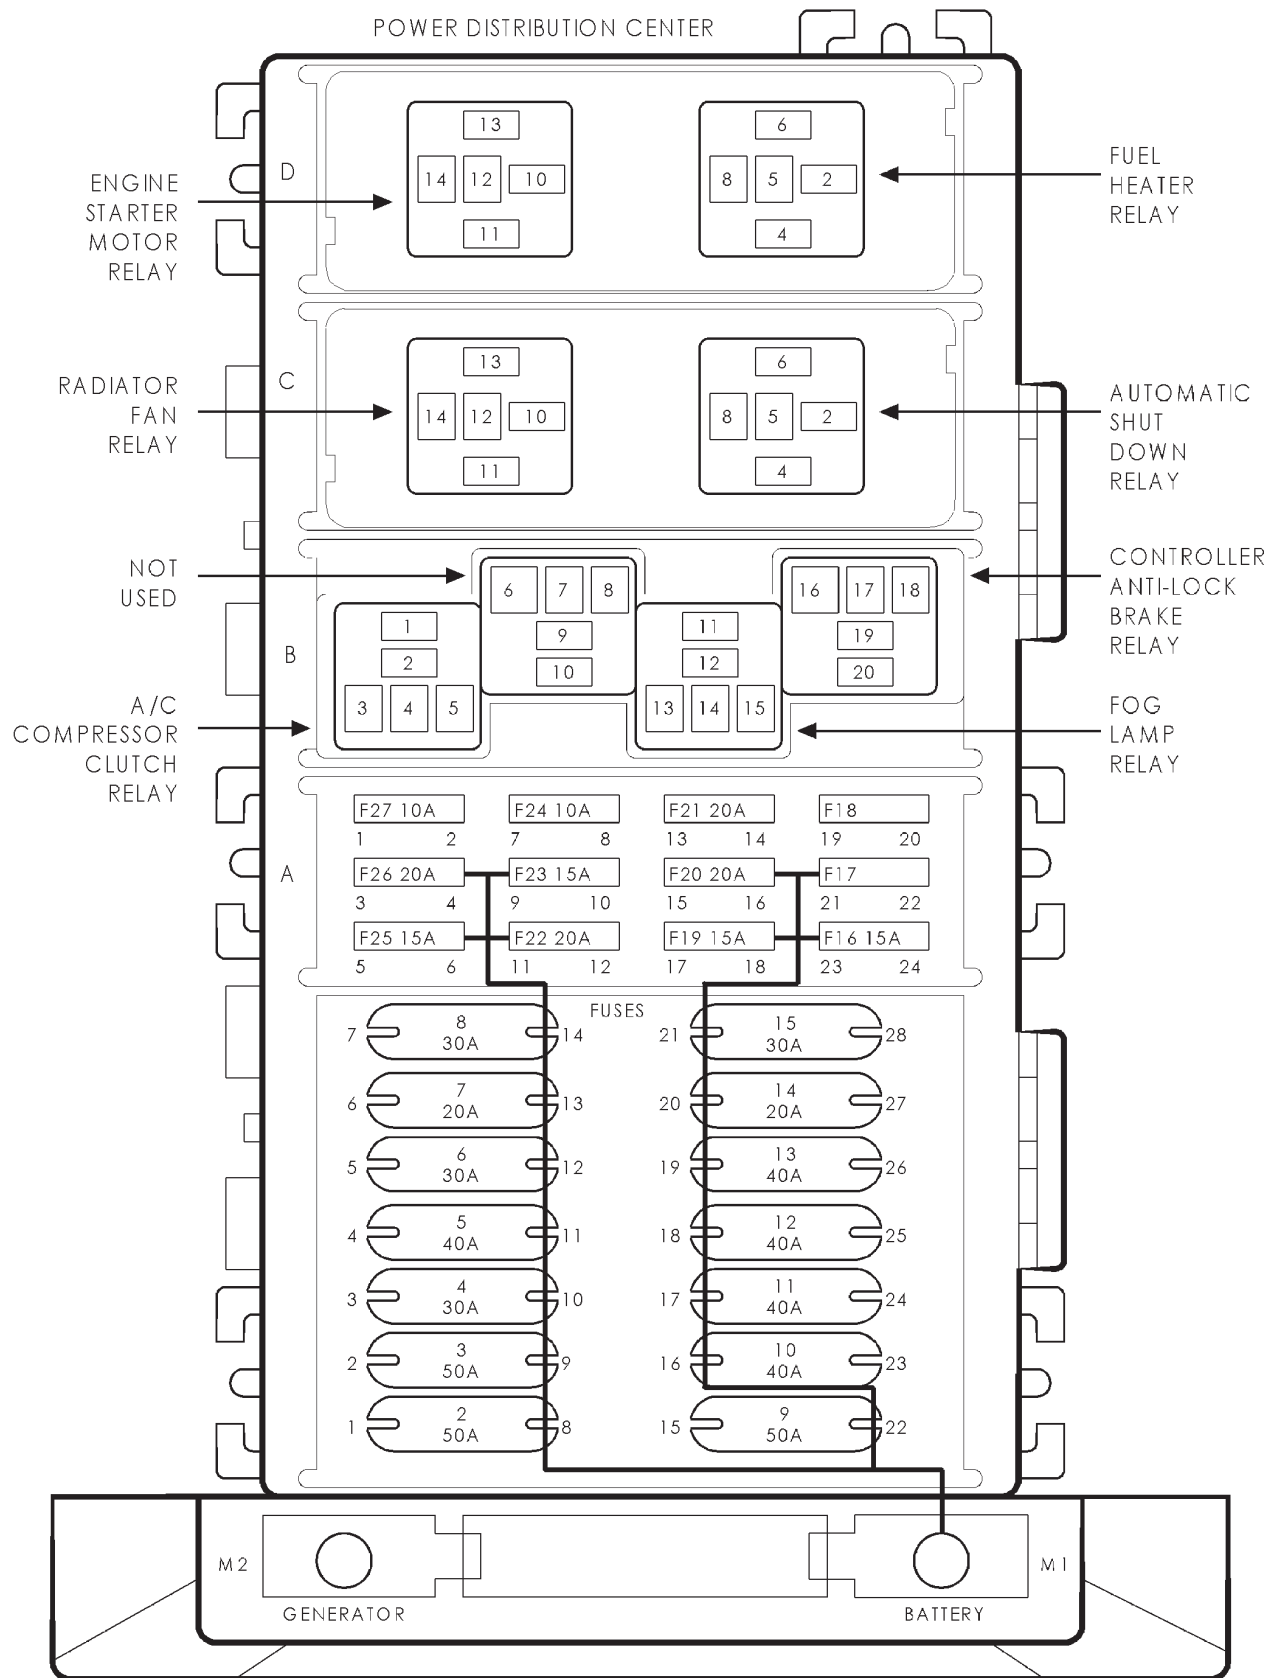 POWER DISTRIBUTION CENTER
D
13
14 12 10
11
6
8 5 2
4
ENGINE
STARTER
MOTOR
RELAY
FUEL
HEATER
RELAY
C
13
14 12 10
11
6
8 5 2
4
RADIATOR
FAN
RELAY
AUTOMATIC
SHUT
DOWN
RELAY
NOT
USED
6 7 8
9
10
16 17 18
19
20
CONTROLLER
ANTI-LOCK
BRAKE
RELAY
B
1
2
3 4 5
11
12
13 14 15
A/C
COMPRESSOR
CLUTCH
RELAY
FOG
LAMP
RELAY
A
F27 10A F24 10A F21 20A F18
1 2 7 8 13 14 19 20
F26 20A F23 15A F20 20A F17
3 4 9 10 15 16 21 22
F25 15A F22 20A F19 15A F16 15A
5 6 11 12 17 18 23 24
FUSES
7 8 14 21 15 28
30A 30A
6 7 13 20 14 27
20A 20A
5 6 12 19 13 26
30A 40A
4 5 11 18 12 25
40A 40A
3 4 10 17 11 24
30A 40A
2 3 9 16 10 23
50A 40A
1 2 8 15 9 22
50A 50A
M2 M1
GENERATOR BATTERY